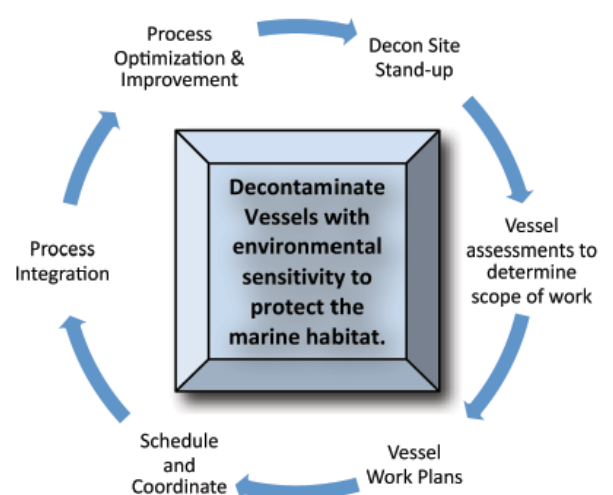 Process
Optimization &
Improvement
Decon Site
Stand-up
Vessel
assessments to
determine
scope of work
Vessel
Work Plans
Schedule
and
Coordinate
Process
Integration
Decontaminate
Vessels with
environmental
sensitivity to
protect the
marine habitat.